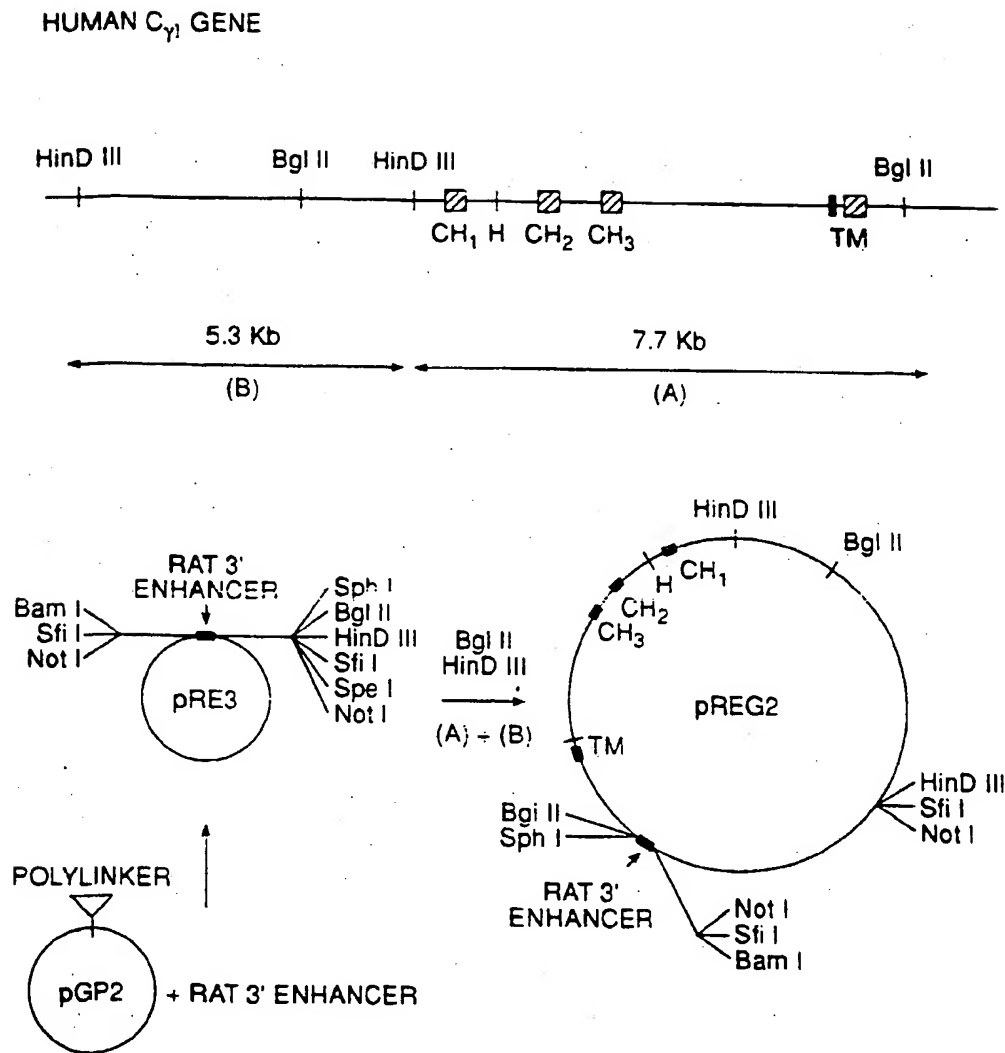 HUMAN Cγ1 GENE
HinD III
Bgl II
HinD III
Bgl II
CH1
H
CH2
CH3
TM
5.3 Kb
7.7 Kb
(B)
(A)
RAT 3'
ENHANCER
Bam I
Sfi I
Not I
Sph I
Bgl II
HinD III
Sfi I
Spe I
Not I
pRE3
Bgl II
HinD III
(A) + (B)
HinD III
Bgl II
CH1
H
CH2
CH3
pREG2
TM
Bgl II
Sph I
HinD III
Sfi I
Not I
RAT 3'
ENHANCER
Not I
Sfi I
Bam I
POLYLINKER
pGP2
+ RAT 3' ENHANCER